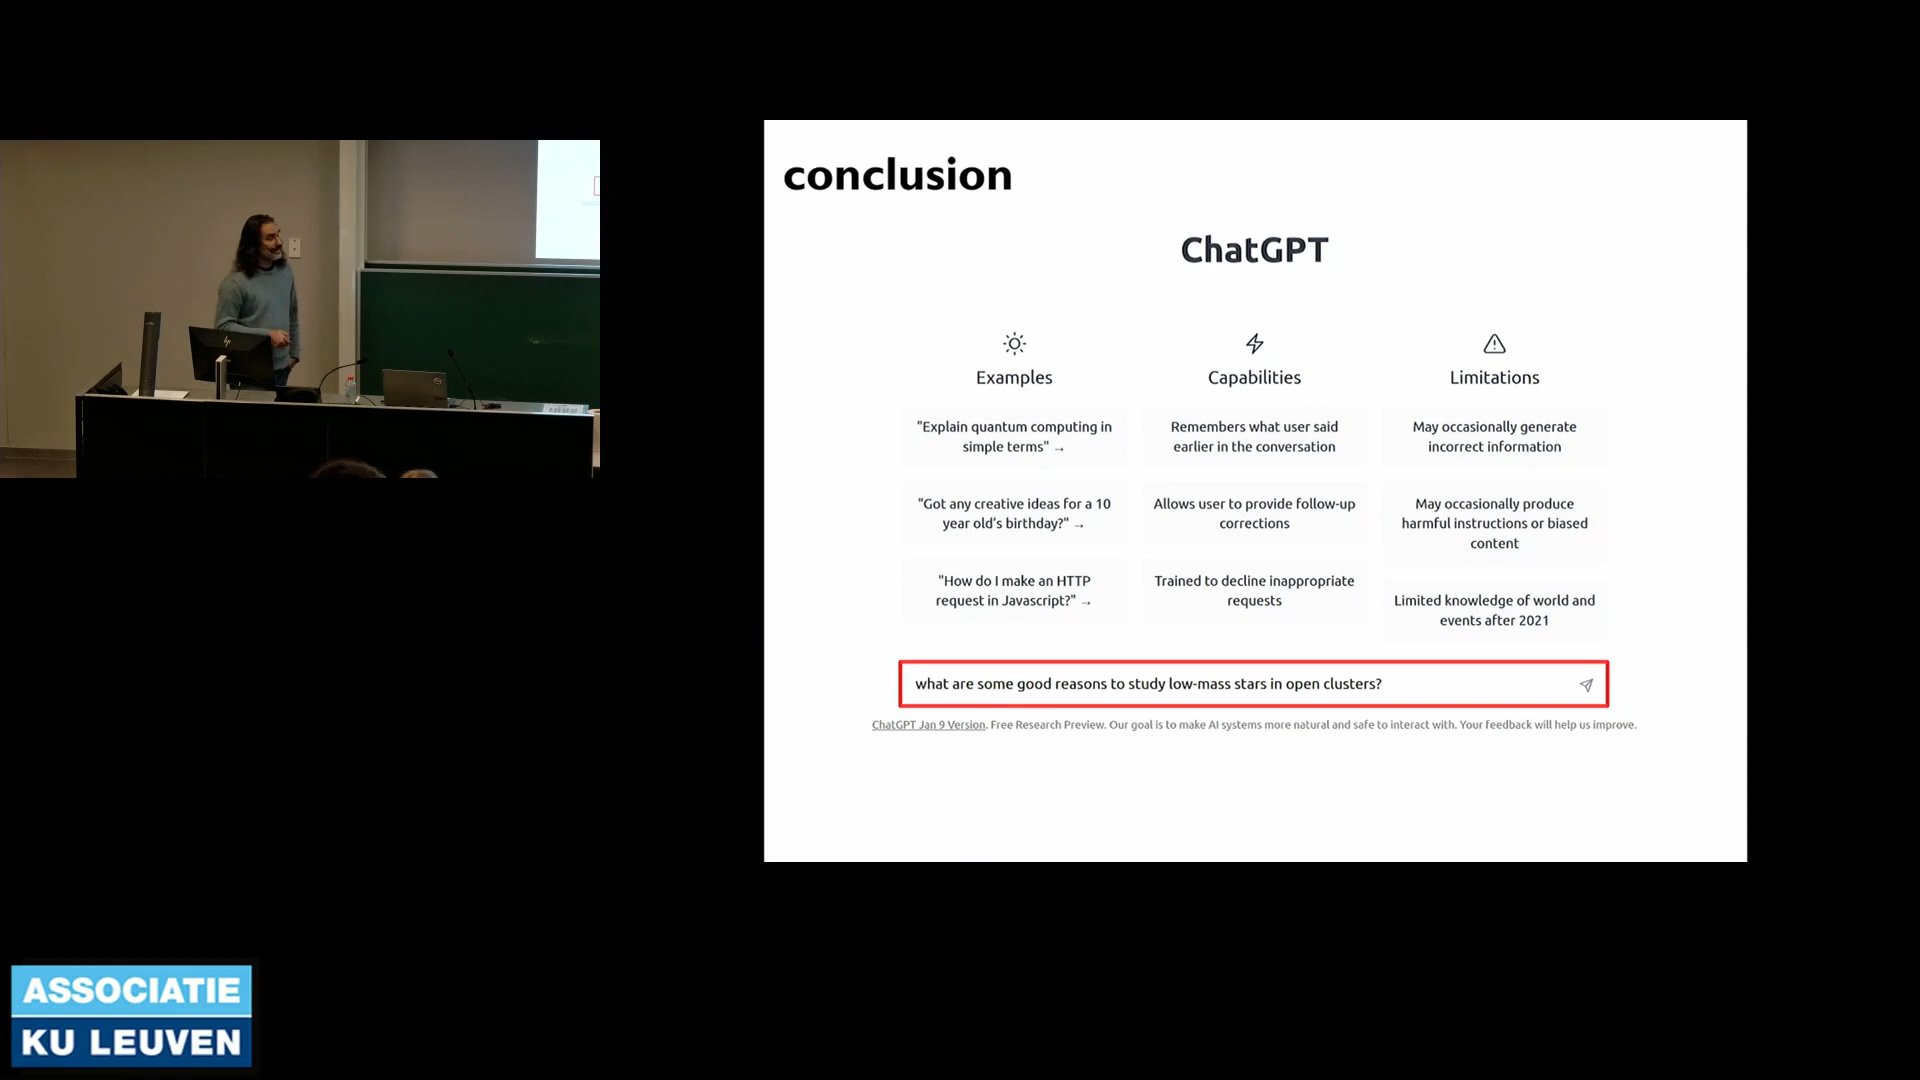 conclusion
ChatGPT
Examples
"Explain quantum computing in
simple terms" →
"Got any creative ideas for a 10
year old's birthday?" →
"How do I make an HTTP
request in Javascript?" →
Capabilities
Remembers what user said
earlier in the conversation
Allows user to provide follow-up
corrections
Trained to decline inappropriate
requests
Limitations
May occasionally generate
incorrect information
May occasionally produce
harmful instructions or biased
content
Limited knowledge of world and
events after 2021
what are some good reasons to study low-mass stars in open clusters?
ChatGPT Jan 9 Version. Free Research Preview. Our goal is to make AI systems more natural and safe to interact with. Your feedback will help us improve.
hp
ASSOCIATIE
KU LEUVEN